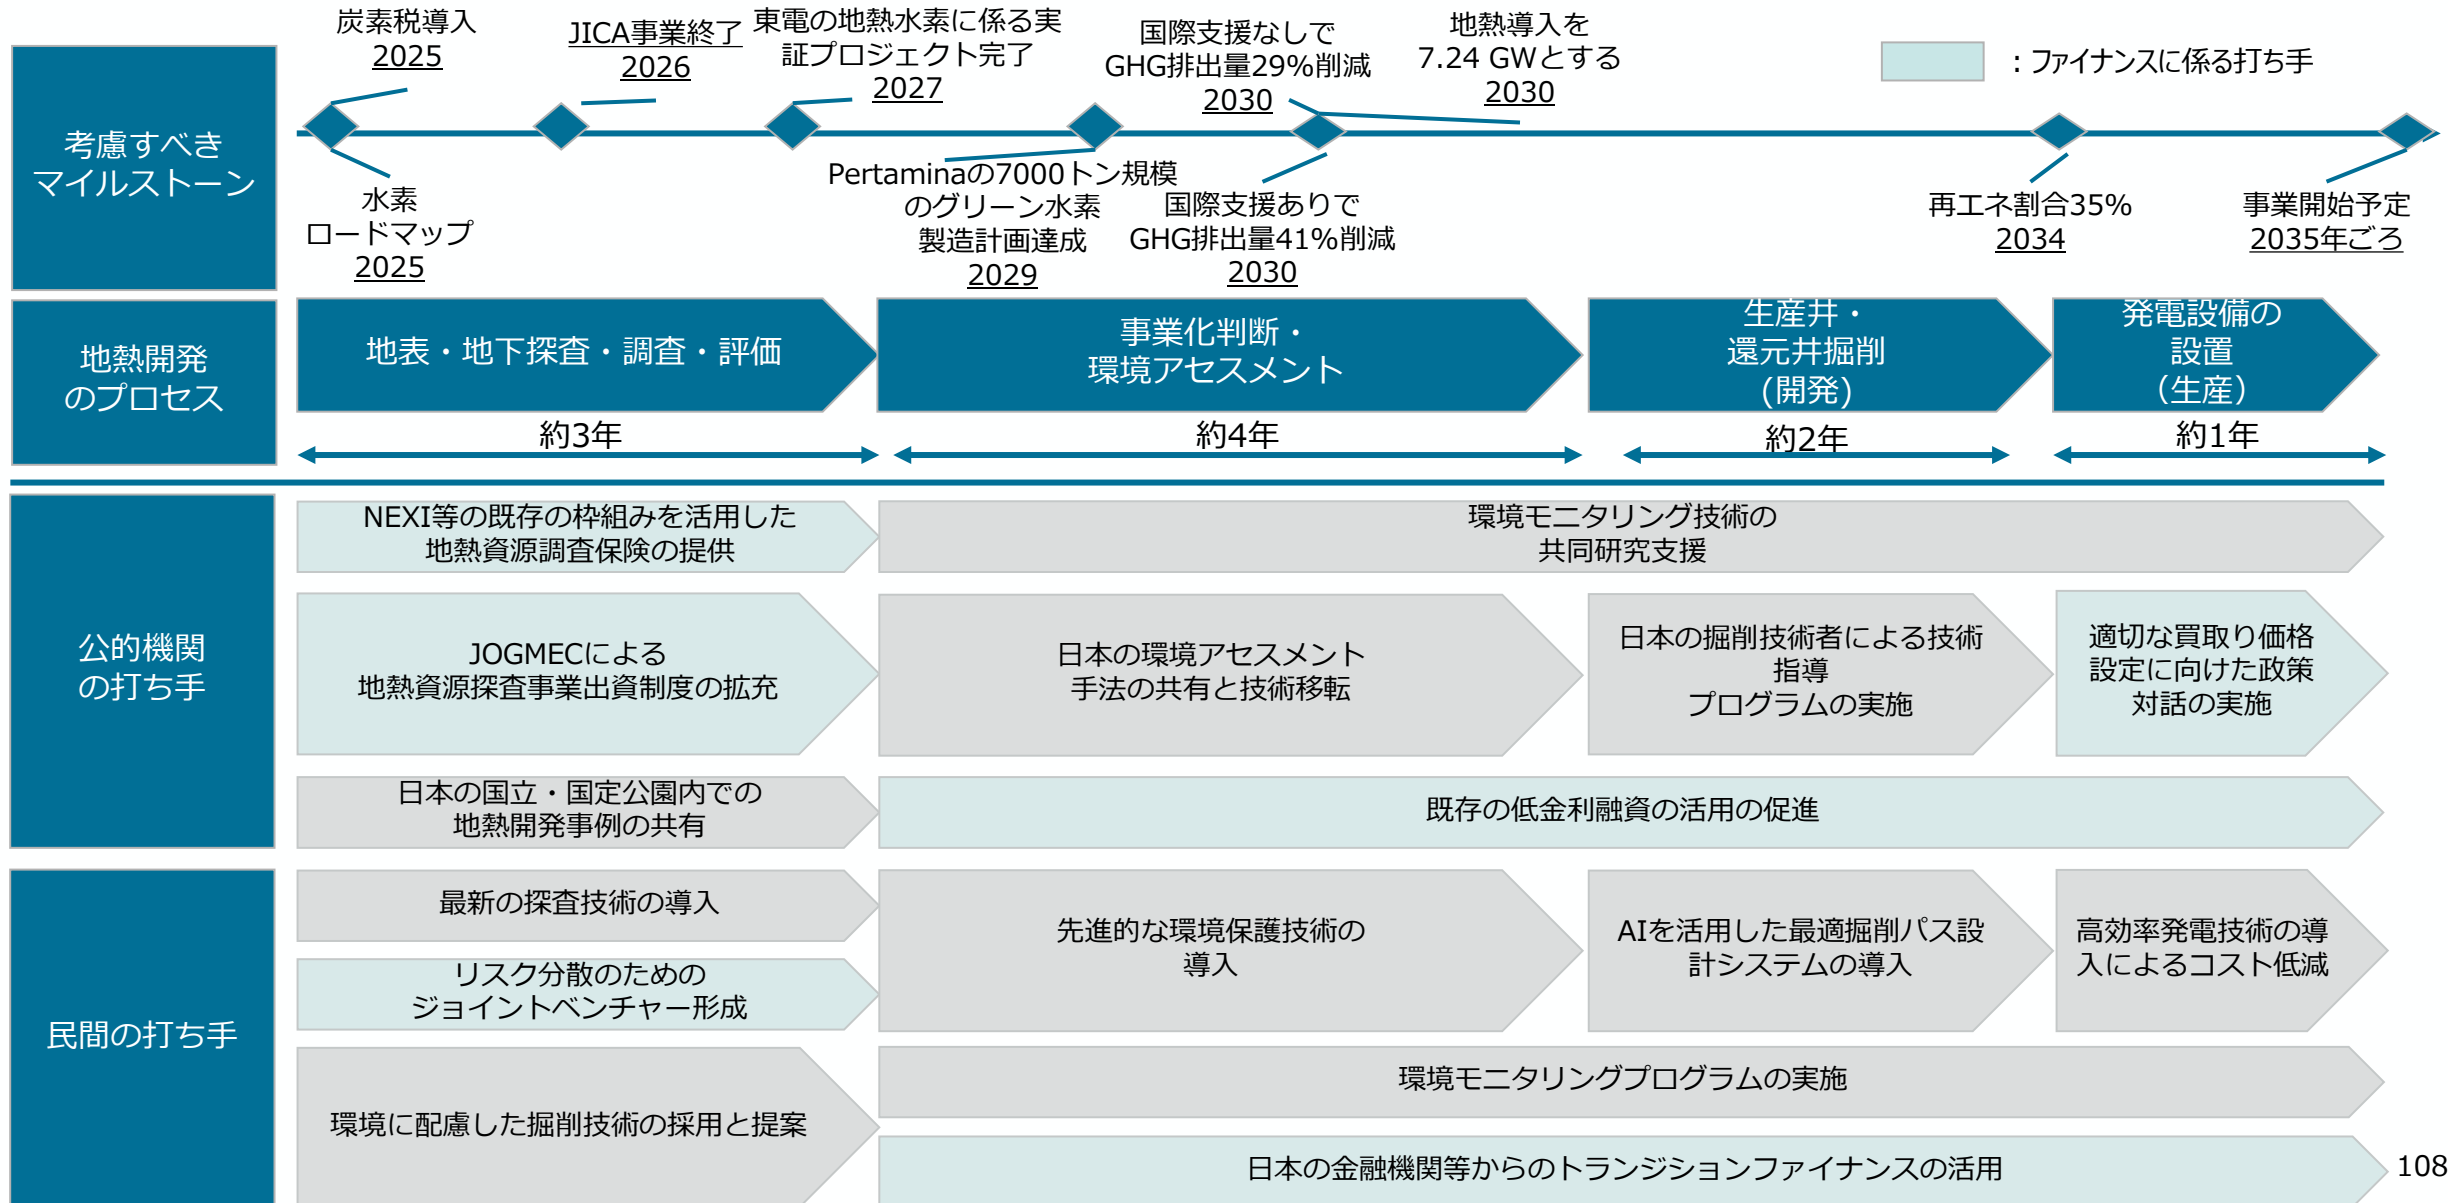 炭素税導入
2025
JICA事業終了
2026
東電の地熱水素に係る実
証プロジェクト完了
2027
国際支援なしで
GHG排出量29%削減
2030
地熱導入を
7.24 GWとする
2030
：ファイナンスに係る打ち手
考慮すべき
マイルストーン
水素
ロードマップ
2025
Pertaminaの7000トン規模
のグリーン水素
製造計画達成
2029
国際支援ありで
GHG排出量41%削減
2030
再エネ割合35%
2034
事業開始予定
2035年ごろ
地熱開発
のプロセス
地表・地下探査・調査・評価
事業化判断・
環境アセスメント
生産井・
還元井掘削
(開発)
発電設備の
設置
（生産）
約3年
約4年
約2年
約1年
公的機関
の打ち手
NEXI等の既存の枠組みを活用した
地熱資源調査保険の提供
環境モニタリング技術の
共同研究支援
JOGMECによる
地熱資源探査事業出資制度の拡充
日本の環境アセスメント
手法の共有と技術移転
日本の掘削技術者による技術
指導
プログラムの実施
適切な買取り価格
設定に向けた政策
対話の実施
日本の国立・国定公園内での
地熱開発事例の共有
既存の低金利融資の活用の促進
民間の打ち手
最新の探査技術の導入
リスク分散のための
ジョイントベンチャー形成
先進的な環境保護技術の
導入
AIを活用した最適掘削パス設
計システムの導入
高効率発電技術の導
入によるコスト低減
環境に配慮した掘削技術の採用と提案
環境モニタリングプログラムの実施
日本の金融機関等からのトランジションファイナンスの活用
108